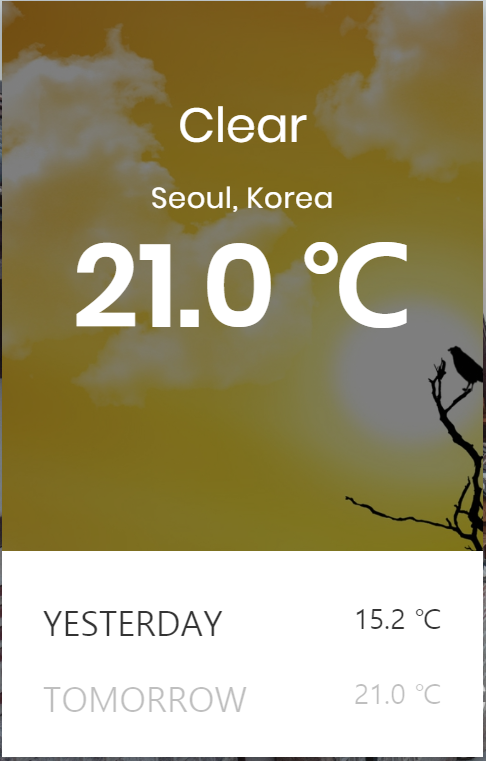 Clear
Seoul, Korea
21.0 °C
YESTERDAY 15.2 °C
TOMORROW 21.0 °C